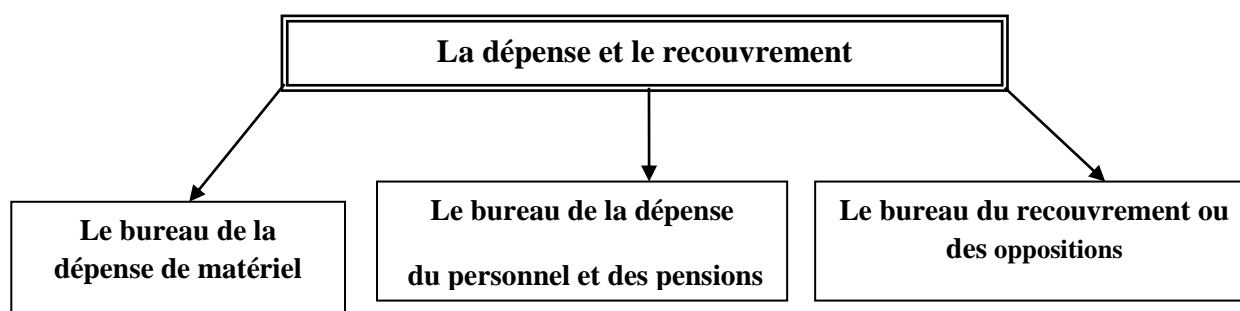 La dépense et le recouvrement
Le bureau de la
dépense de matériel
Le bureau de la dépense
du personnel et des pensions
Le bureau du recouvrement ou
des oppositions